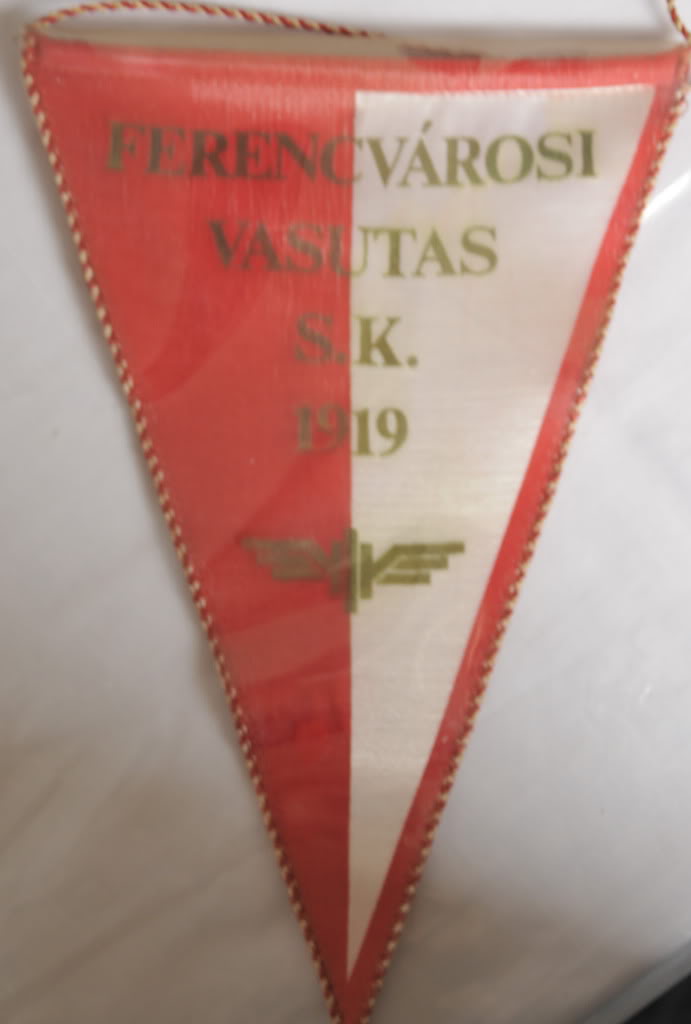 FERENCVÁROSI
VASUTAS
S.K.
1919